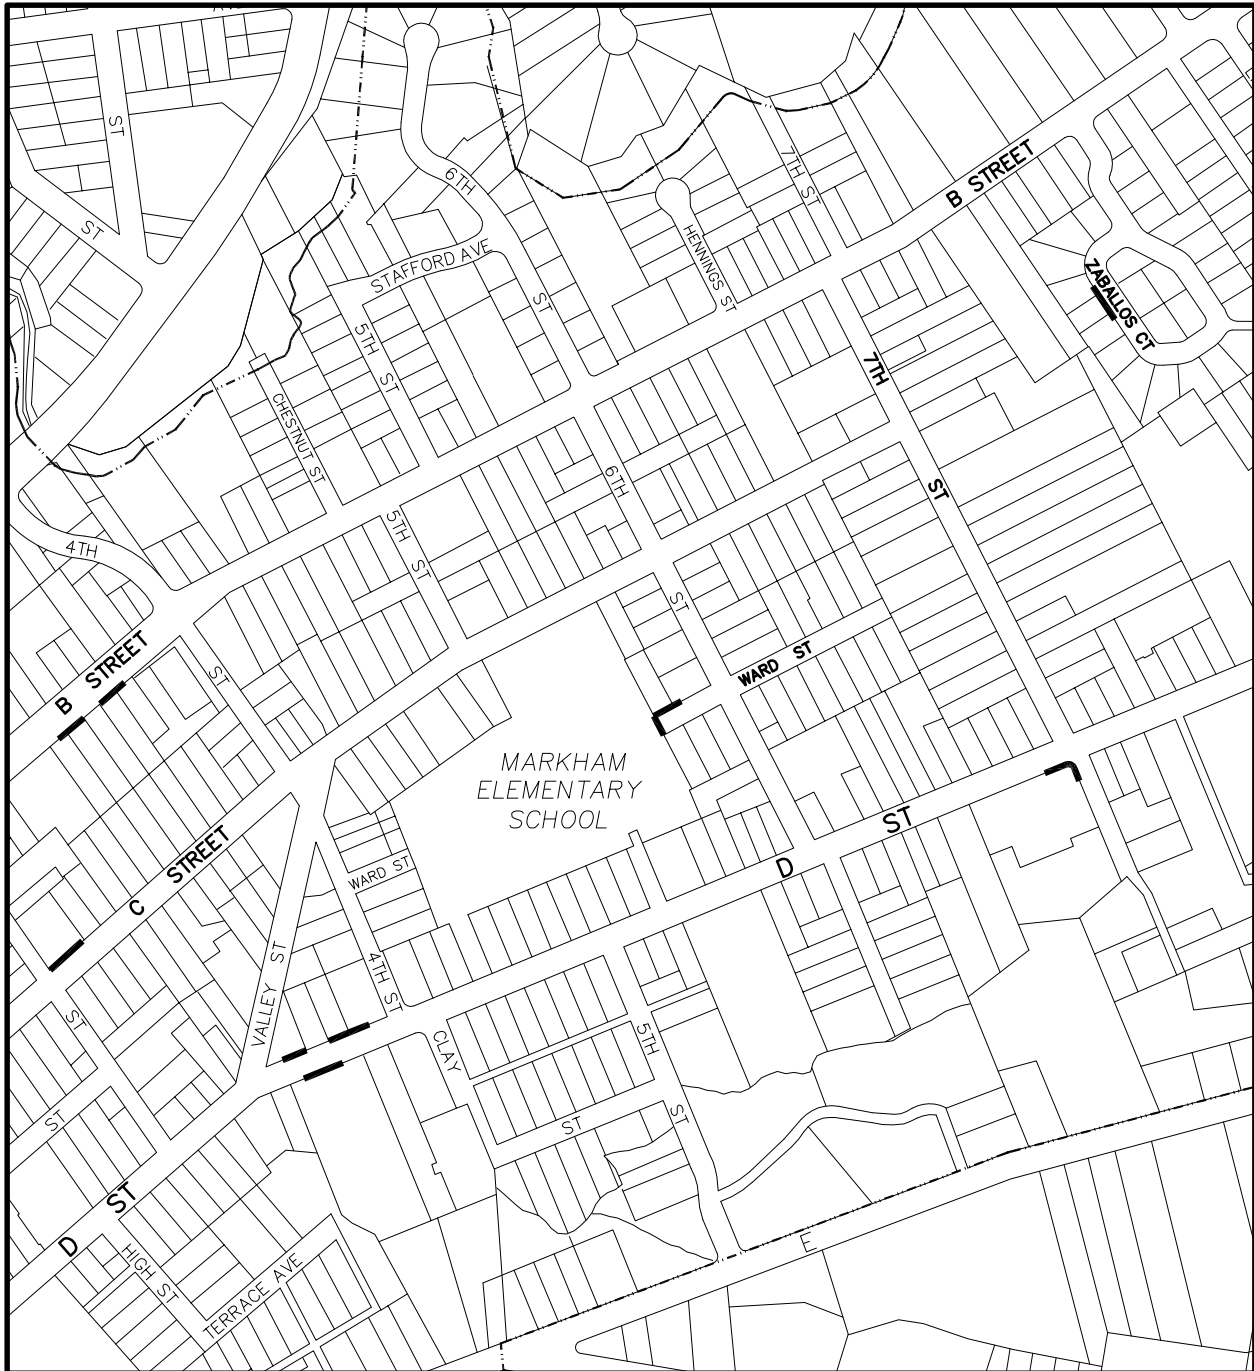 ST
ST
6TH
STAFFORD AVE
ST
7TH ST
HENNINGS ST
B STREET
ZABALLOS CT
5TH ST
7TH
CHESTNUT ST
5TH ST
6TH
ST
4TH
ST
WARD ST
B STREET
ST
MARKHAM
ELEMENTARY
SCHOOL
C STREET
WARD ST
D ST
VALLEY ST
4TH ST
ST
CLAY
5TH
ST
ST
ST
D ST
HIGH ST
TERRACE AVE
E